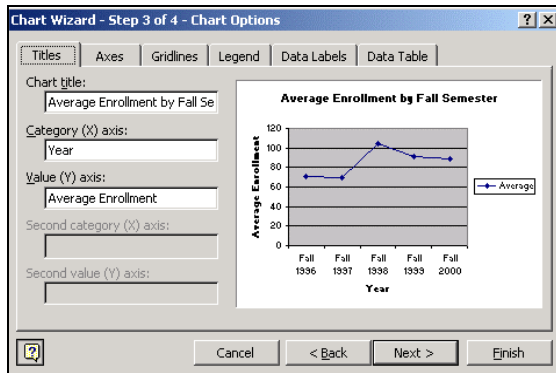 Chart Wizard - Step 3 of 4 - Chart Options
Titles Axes Gridlines Legend Data Labels Data Table
Chart title:
Average Enrollment by Fall Se
Category (X) axis:
Year
Value (Y) axis:
Average Enrollment
Second category (X) axis:
Second value (Y) axis:
Average Enrollment by Fall Semester
Average Enrollment
120
100
80
60
40
20
0
Fall 1996
Fall 1997
Fall 1998
Fall 1999
Fall 2000
Year
Average
Cancel < Back Next > Finish